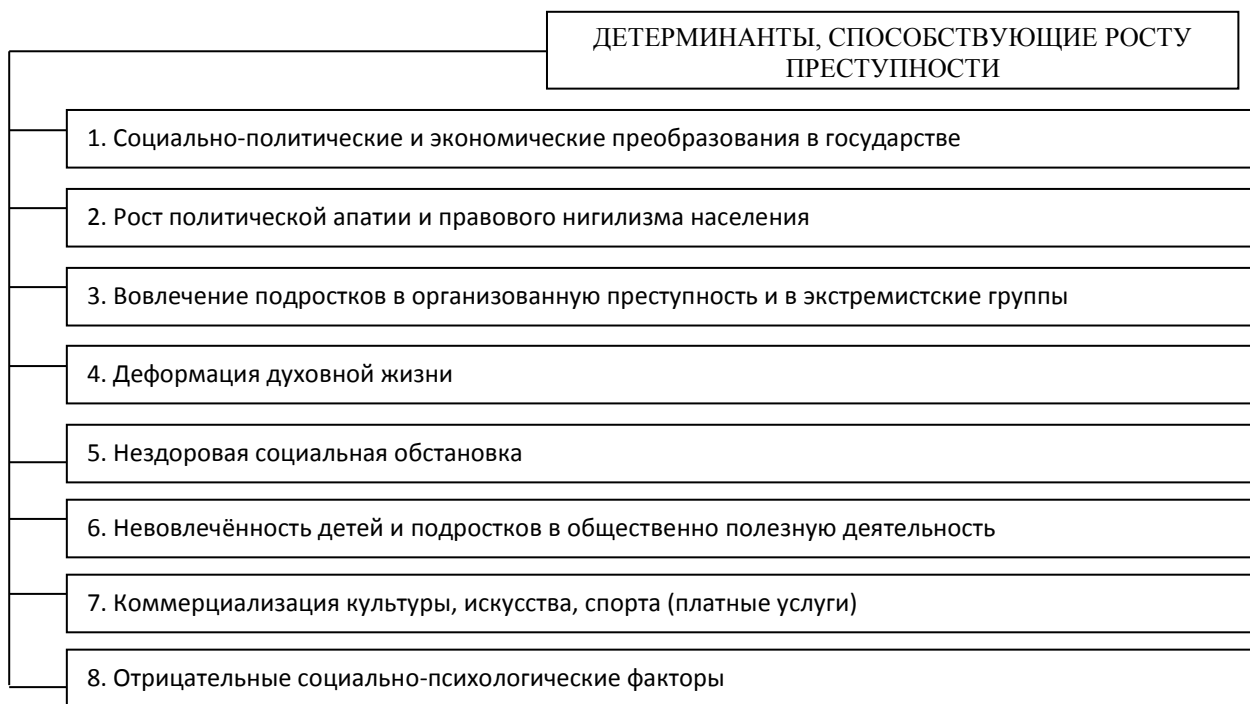 ДЕТЕРМИНАНТЫ, СПОСОБСТВУЮЩИЕ РОСТУ
ПРЕСТУПНОСТИ
1. Социально-политические и экономические преобразования в государстве
2. Рост политической апатии и правового нигилизма населения
3. Вовлечение подростков в организованную преступность и в экстремистские группы
4. Деформация духовной жизни
5. Нездоровая социальная обстановка
6. Невовлечённость детей и подростков в общественно полезную деятельность
7. Коммерциализация культуры, искусства, спорта (платные услуги)
8. Отрицательные социально-психологические факторы